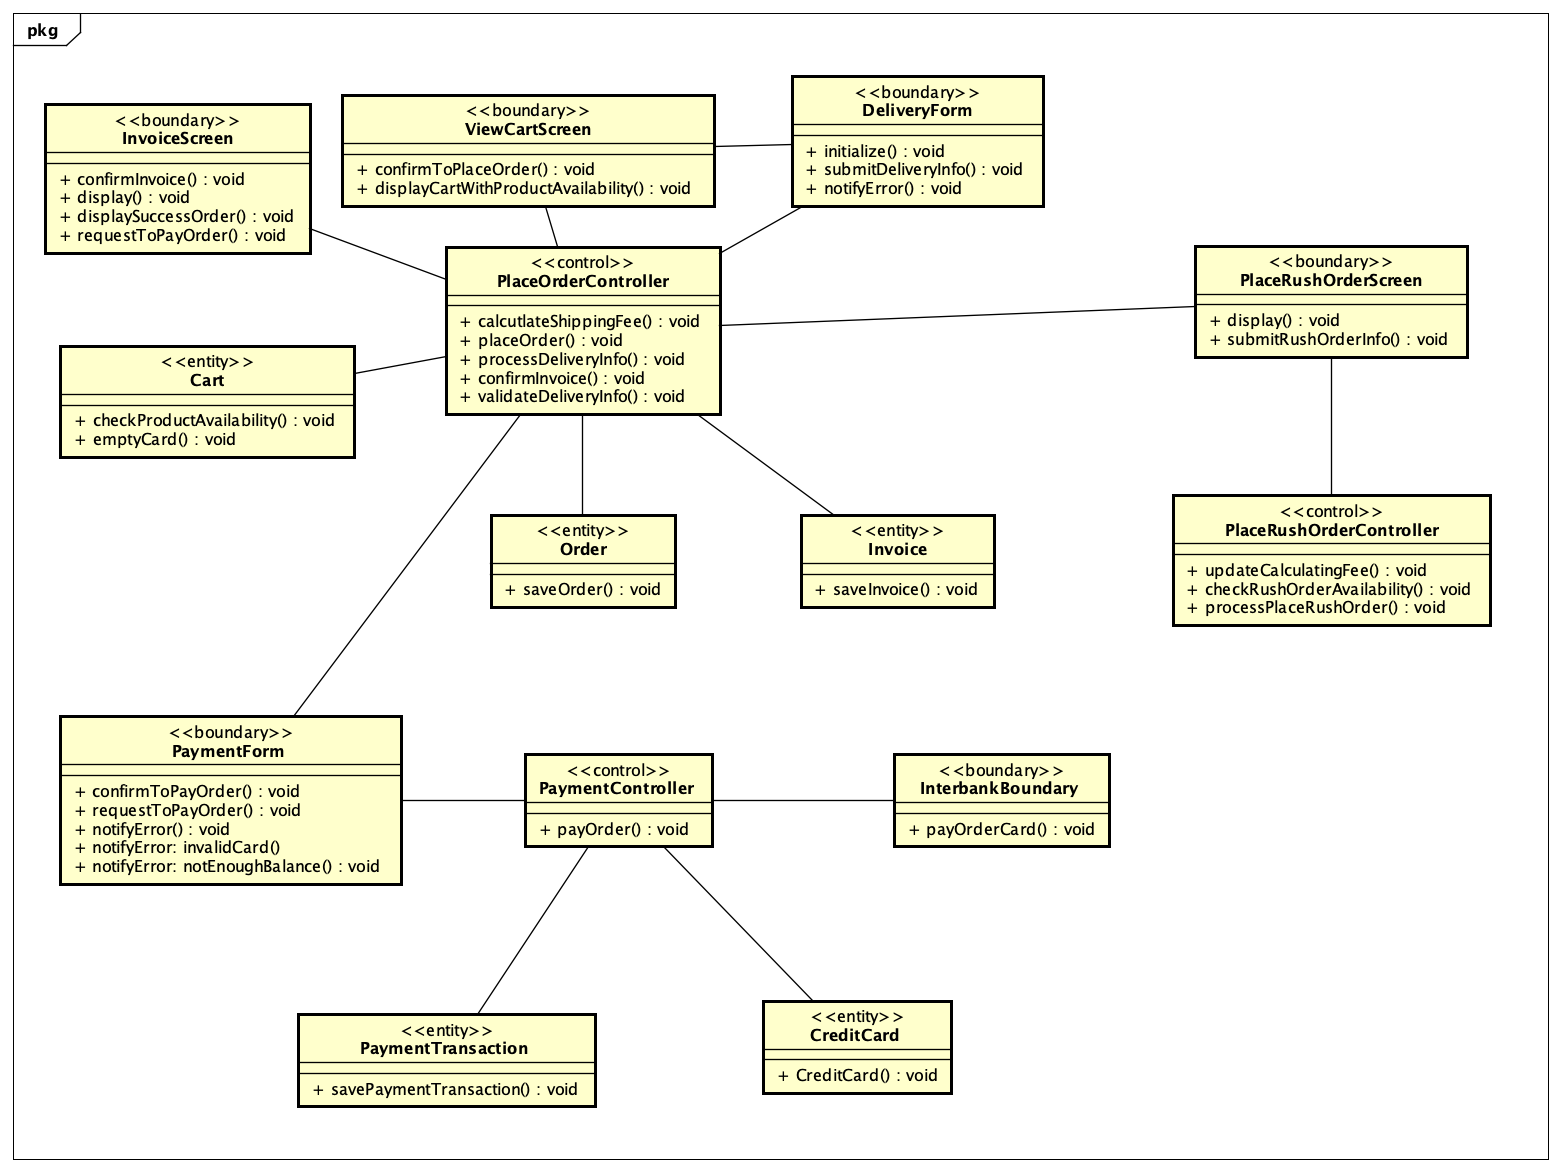 pkg
<<boundary>>
InvoiceScreen
+ confirmInvoice() : void
+ display() : void
+ displaySuccessOrder() : void
+ requestToPayOrder() : void
<<boundary>>
ViewCartScreen
+ confirmToPlaceOrder() : void
+ displayCartWithProductAvailability() : void
<<boundary>>
DeliveryForm
+ initialize() : void
+ submitDeliveryInfo() : void
+ notifyError() : void
<<control>>
PlaceOrderController
+ calcutlateShippingFee() : void
+ placeOrder() : void
+ processDeliveryInfo() : void
+ confirmInvoice() : void
+ validateDeliveryInfo() : void
<<boundary>>
PlaceRushOrderScreen
+ display() : void
+ submitRushOrderInfo() : void
<<entity>>
Cart
+ checkProductAvailability() : void
+ emptyCard() : void
<<entity>>
Order
+ saveOrder() : void
<<entity>>
Invoice
+ saveInvoice() : void
<<control>>
PlaceRushOrderController
+ updateCalculatingFee() : void
+ checkRushOrderAvailability() : void
+ processPlaceRushOrder() : void
<<boundary>>
PaymentForm
+ confirmToPayOrder() : void
+ requestToPayOrder() : void
+ notifyError() : void
+ notifyError: invalidCard()
+ notifyError: notEnoughBalance() : void
<<control>>
PaymentController
+ payOrder() : void
<<boundary>>
InterbankBoundary
+ payOrderCard() : void
<<entity>>
PaymentTransaction
+ savePaymentTransaction() : void
<<entity>>
CreditCard
+ CreditCard() : void